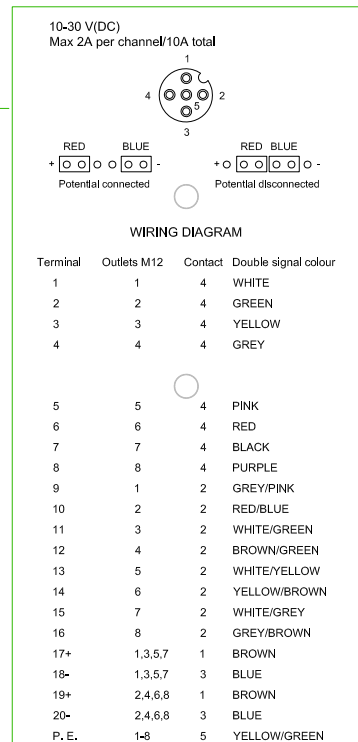 10-30 V(DC)
Max 2A per channel/10A total
1
4 5 2
3
RED BLUE RED BLUE
+ - + -
Potential connected Potential disconnected
WIRING DIAGRAM
Terminal Outlets M12 Contact Double signal colour
1 1 4 WHITE
2 2 4 GREEN
3 3 4 YELLOW
4 4 4 GREY
5 5 4 PINK
6 6 4 RED
7 7 4 BLACK
8 8 4 PURPLE
9 1 2 GREY/PINK
10 2 2 RED/BLUE
11 3 2 WHITE/GREEN
12 4 2 BROWN/GREEN
13 5 2 WHITE/YELLOW
14 6 2 YELLOW/BROWN
15 7 2 WHITE/GREY
16 8 2 GREY/BROWN
17+ 1,3,5,7 1 BROWN
18- 1,3,5,7 3 BLUE
19+ 2,4,6,8 1 BROWN
20- 2,4,6,8 3 BLUE
P.E. 1-8 5 YELLOW/GREEN